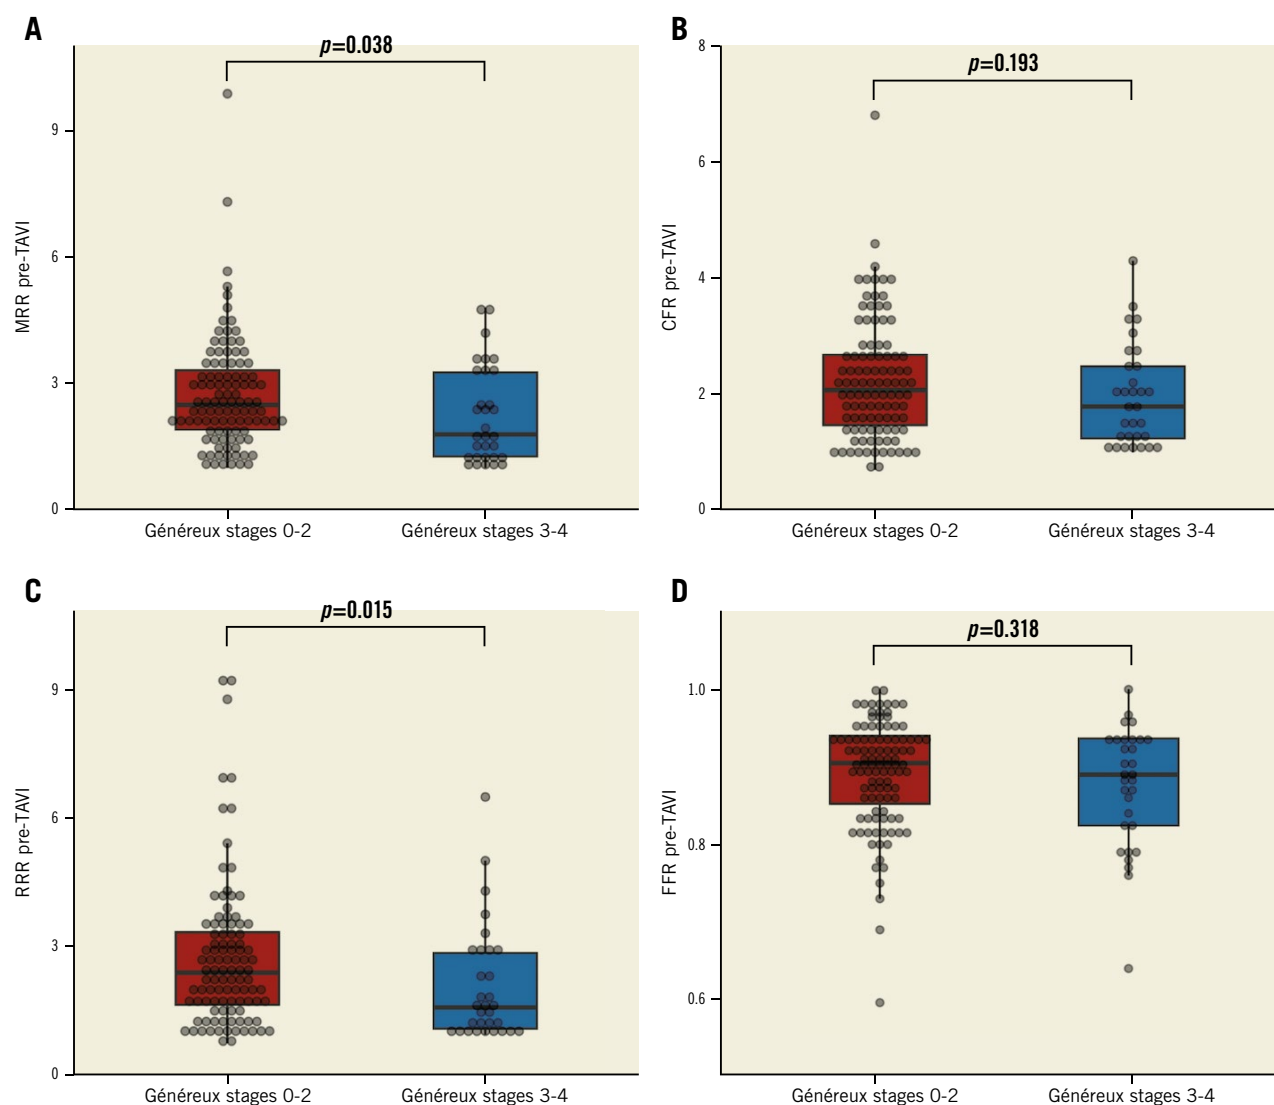 A
p=0.038
MRR pre-TAVI
9
6
3
0
Généreux stages 0-2
Généreux stages 3-4
B
p=0.193
CFR pre-TAVI
8
6
4
2
0
Généreux stages 0-2
Généreux stages 3-4
C
p=0.015
RRR pre-TAVI
9
6
3
0
Généreux stages 0-2
Généreux stages 3-4
D
p=0.318
FFR pre-TAVI
1.0
0.8
0.6
Généreux stages 0-2
Généreux stages 3-4